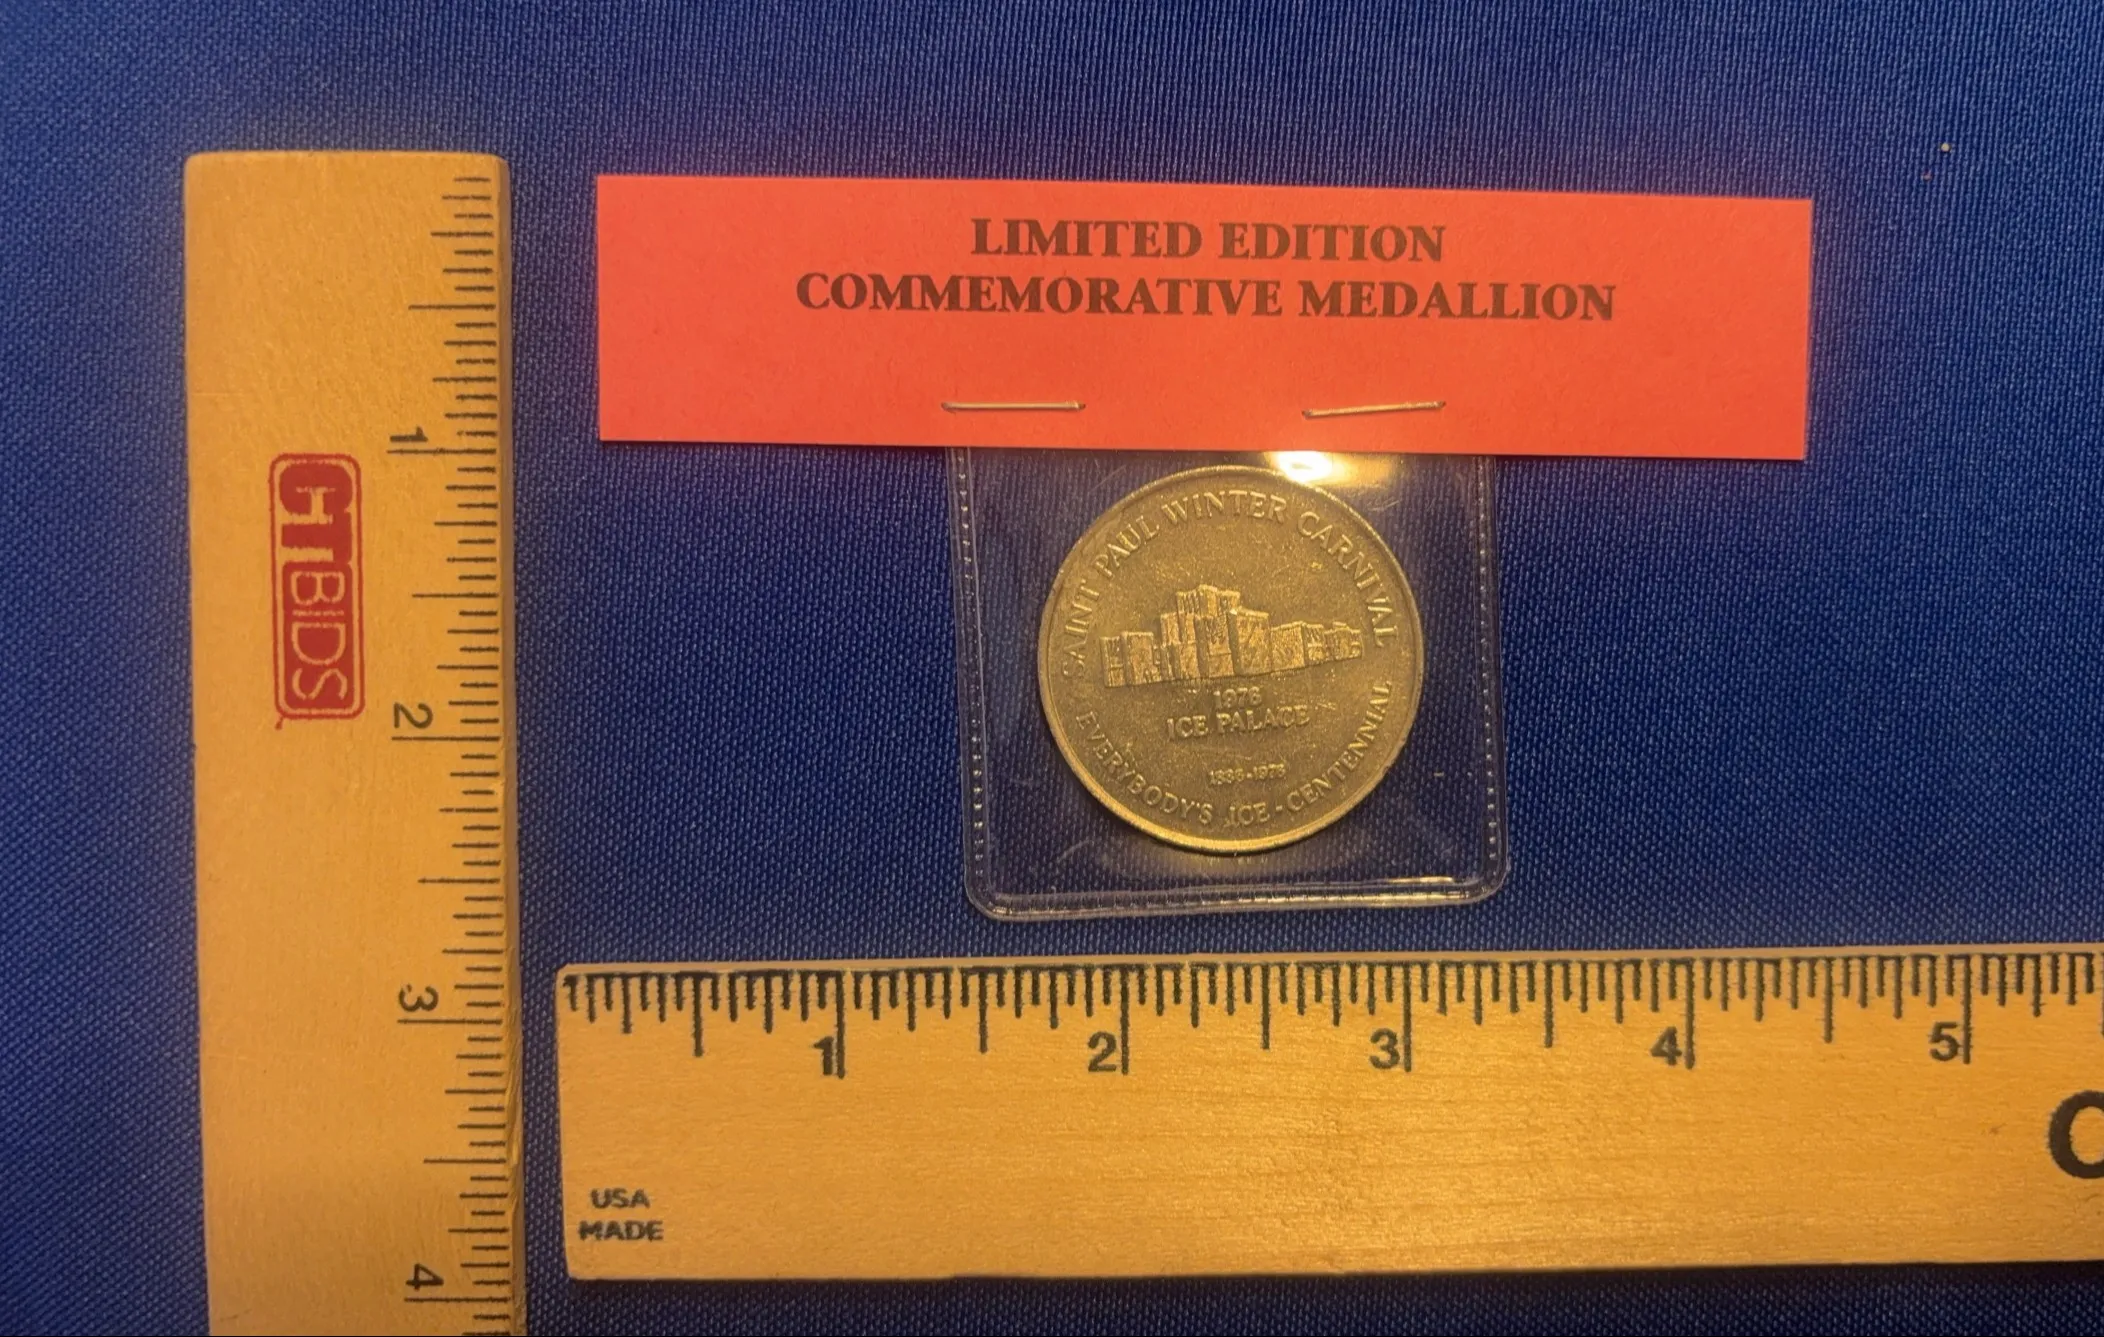 LIMITED EDITION
COMMEMORATIVE MEDALLION
SAINT PAUL WINTER CARNIVAL
1976
ICE PALACE
1886-1976
EVERYBODY'S ICE-CENTENNIAL
CTBIDS
1
2
3
4
1
2
3
4
5
USA
MADE